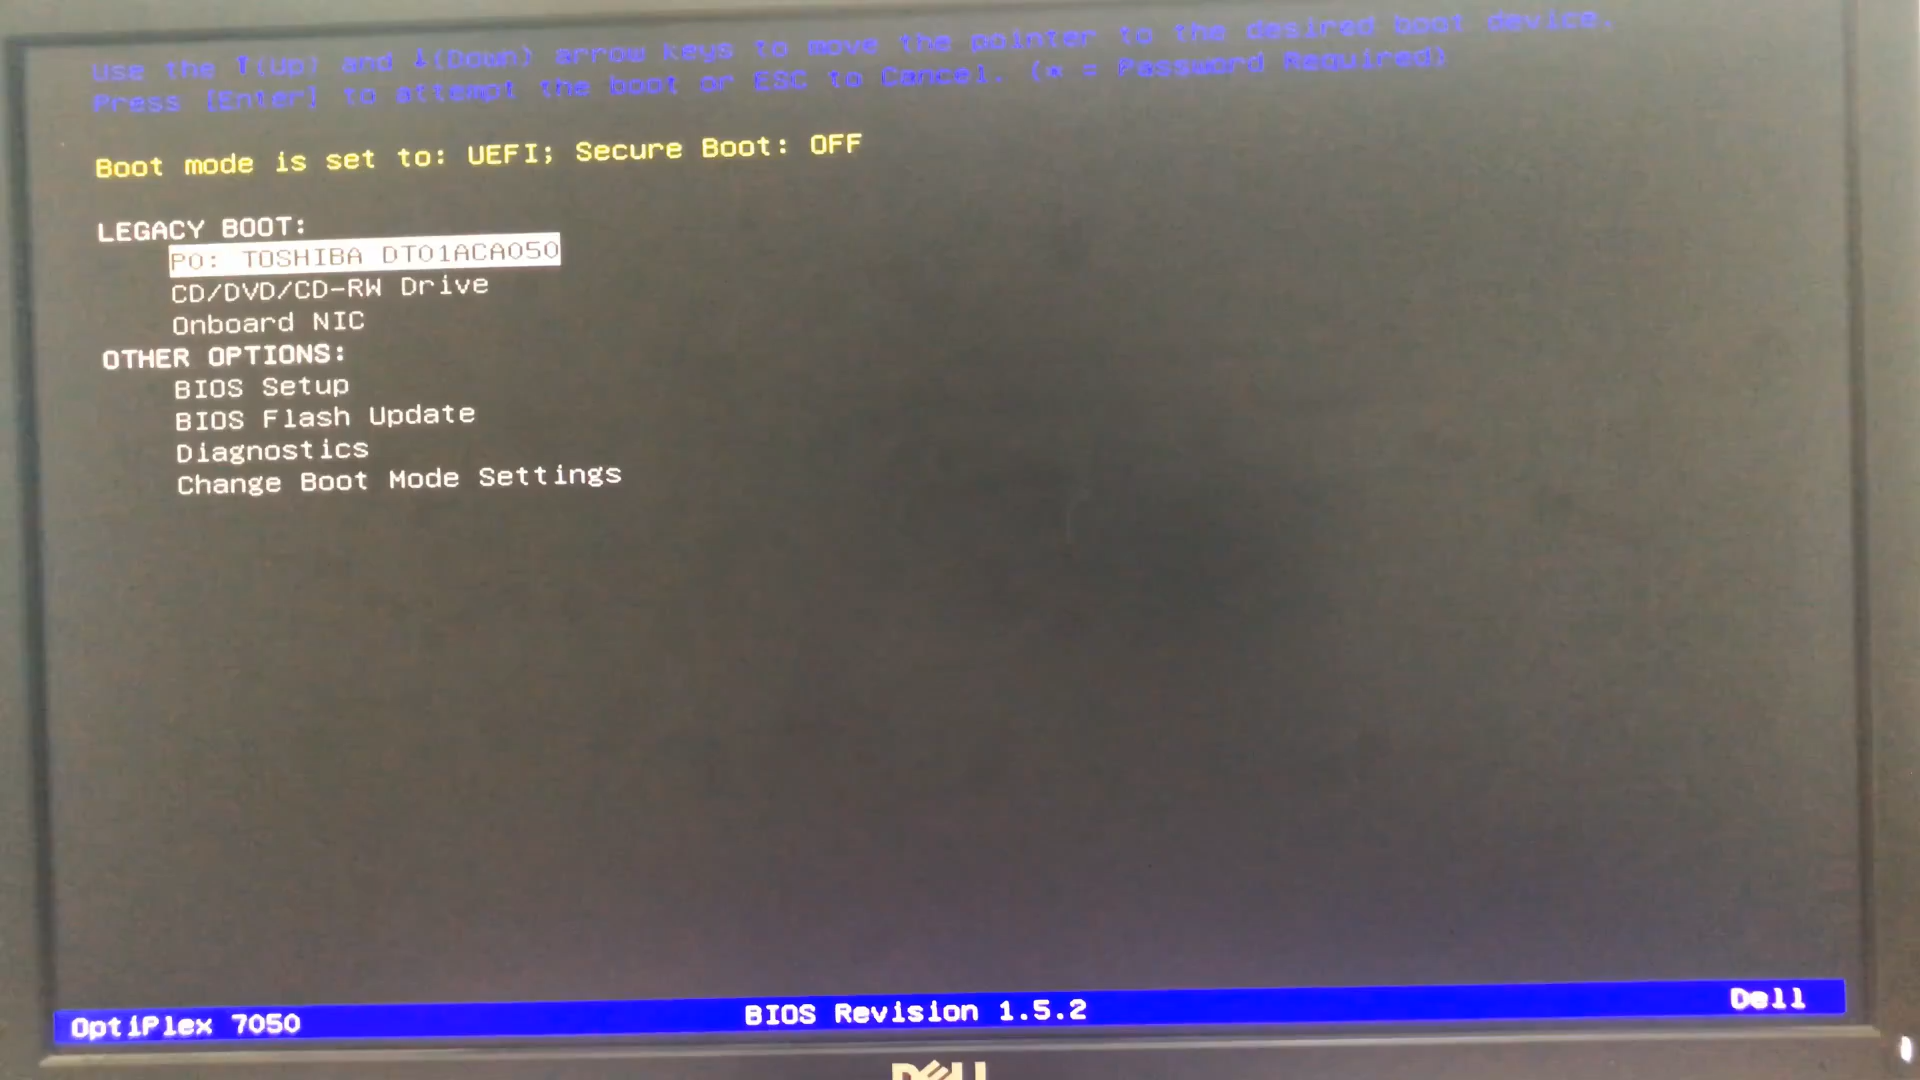 Use the ↑(Up) and ↓(Down) arrow keys to move the pointer to the desired boot device.
Press [Enter] to attempt the boot or ESC to Cancel. (* = Password Required)
Boot mode is set to: UEFI; Secure Boot: OFF
LEGACY BOOT:
P0: TOSHIBA DT01ACA050
CD/DVD/CD-RW Drive
Onboard NIC
OTHER OPTIONS:
BIOS Setup
BIOS Flash Update
Diagnostics
Change Boot Mode Settings
OptiPlex 7050
BIOS Revision 1.5.2
Dell
DELL